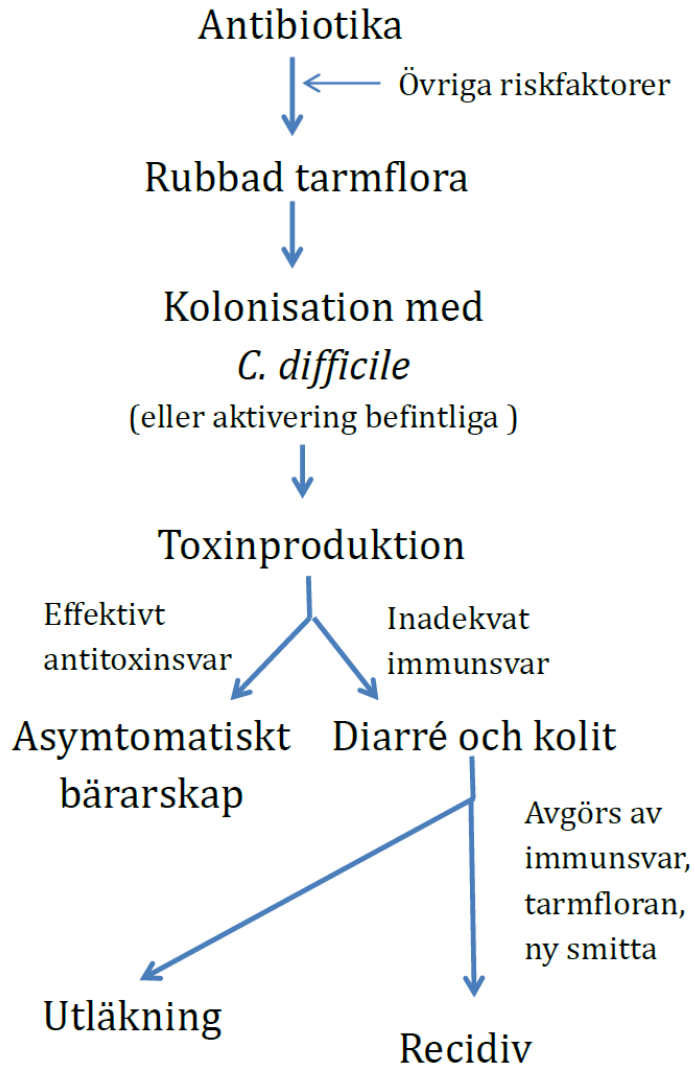 Antibiotika
Övriga riskfaktorer
Rubbad tarmflora
Kolonisation med
C. difficile
(eller aktivering befintliga )
Toxinproduktion
Effektivt
antitoxinsvar
Inadekvat
immunsvar
Asymtomatiskt
bärarskap
Diarré och kolit
Avgörs av
immunsvar,
tarmfloran,
ny smitta
Utläkning
Recidiv